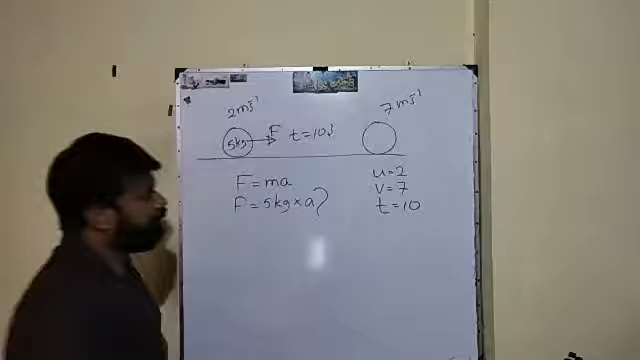 2ms⁻¹
7ms⁻¹
5kg F t=10s
F=ma
F=5kg×a?
u=2
v=7
t=10